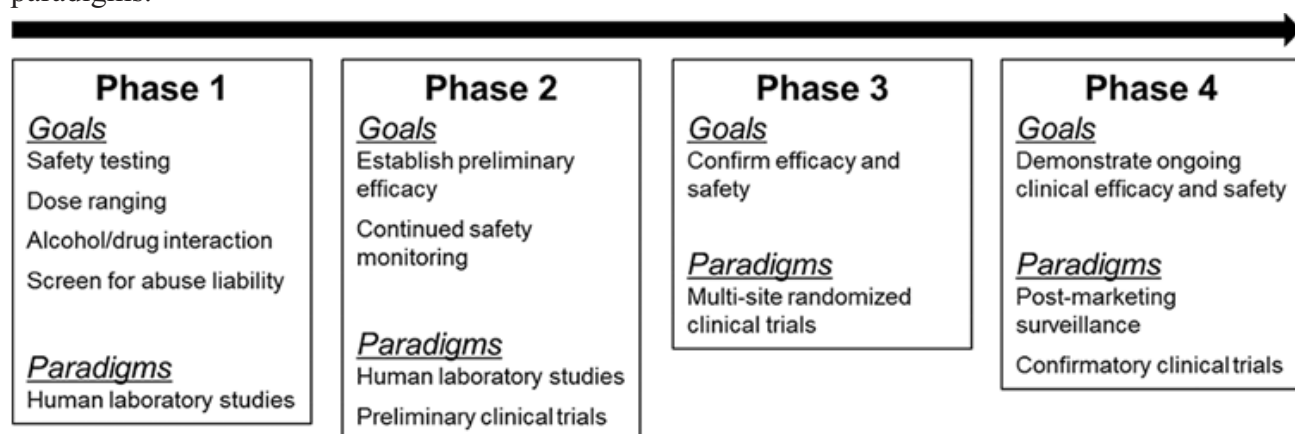 paradigms.
Phase 1
Goals
Safety testing
Dose ranging
Alcohol/drug interaction
Screen for abuse liability
Paradigms
Human laboratory studies
Phase 2
Goals
Establish preliminary
efficacy
Continued safety
monitoring
Paradigms
Human laboratory studies
Preliminary clinical trials
Phase 3
Goals
Confirm efficacy and
safety
Paradigms
Multi-site randomized
clinical trials
Phase 4
Goals
Demonstrate ongoing
clinical efficacy and safety
Paradigms
Post-marketing
surveillance
Confirmatory clinical trials